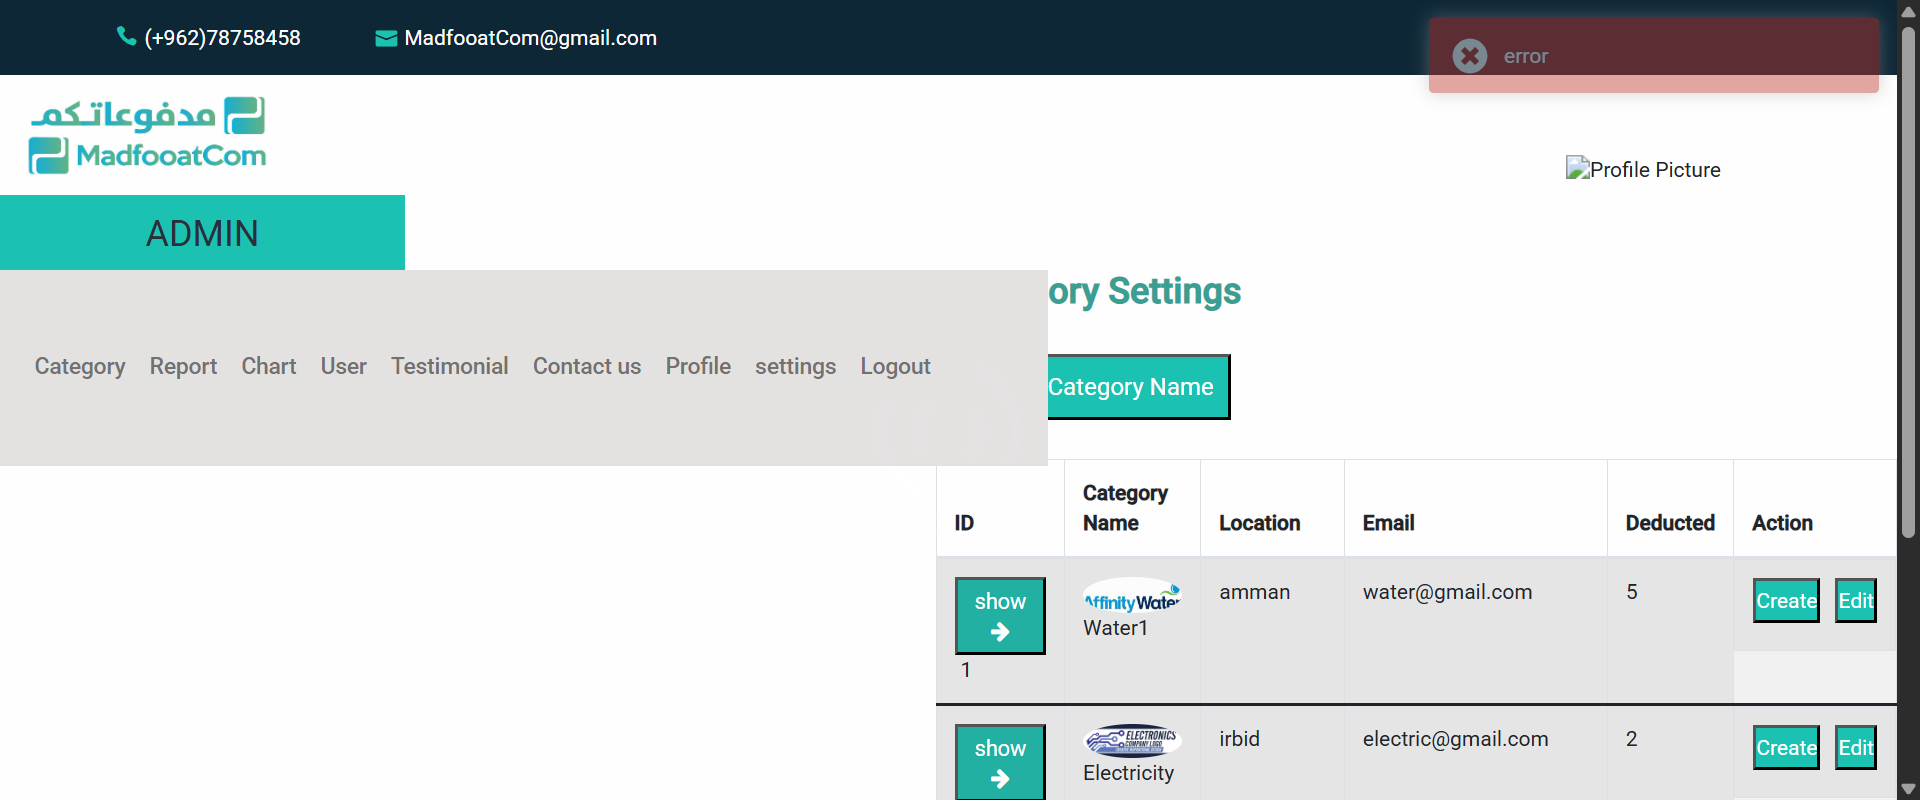 (+962)78758458 MadfooatCom@gmail.com
error
مدفوعاتكم
MadfooatCom
Profile Picture
ADMIN
ory Settings
Category Report Chart User Testimonial Contact us Profile settings Logout
Category Name
ID Category Name Location Email Deducted Action
show
1
Affinity Water
Water1
amman
water@gmail.com
5
Create Edit
show
ELECTRONICS
COMPANY LOGO
Electricity
irbid
electric@gmail.com
2
Create Edit